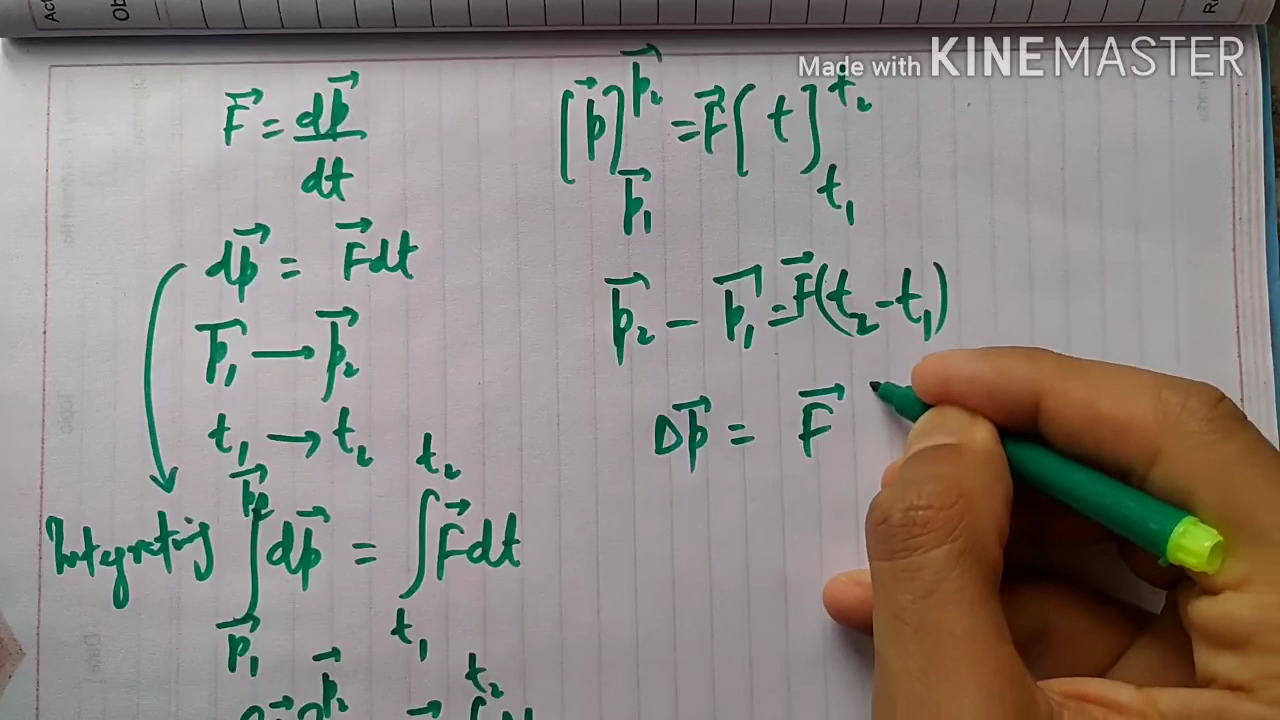 Made with KINEMASTER
F⃗ = dp⃗/dt
dp⃗ = F⃗dt
p⃗₁ → p⃗₂
t₁ → t₂
Integrating ∫_{p⃗₁}^{p⃗₂} dp⃗ = ∫_{t₁}^{t₂} F⃗dt
[p⃗]_{p⃗₁}^{p⃗₂} = F⃗[t]_{t₁}^{t₂}
p⃗₂ − p⃗₁ = F⃗(t₂ − t₁)
Δp⃗ = F⃗